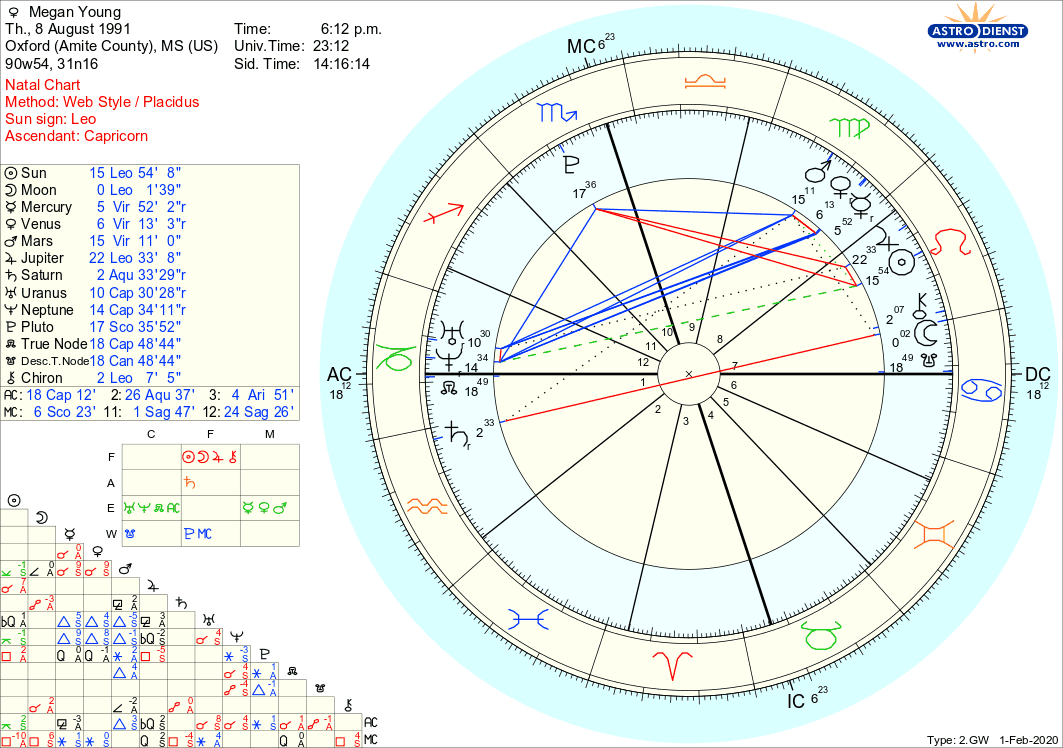 ♀ Megan Young
Th., 8 August 1991 Time: 6:12 p.m.
Oxford (Amite County), MS (US) Univ.Time: 23:12
90w54, 31n16 Sid. Time: 14:16:14
Natal Chart
Method: Web Style / Placidus
Sun sign: Leo
Ascendant: Capricorn
ASTRO DIENST
www.astro.com
☉ Sun 15 Leo 54' 8"
☽ Moon 0 Leo 1'39"
☿ Mercury 5 Vir 52' 2"r
♀ Venus 6 Vir 13' 3"r
♂ Mars 15 Vir 11' 0"
♃ Jupiter 22 Leo 33' 8"
♄ Saturn 2 Aqu 33'29"r
♅ Uranus 10 Cap 30'28"r
♆ Neptune 14 Cap 34'11"r
♇ Pluto 17 Sco 35'52"
☊ True Node 18 Cap 48'44"
☋ Desc.T.Node 18 Can 48'44"
⚷ Chiron 2 Leo 7' 5"
AC: 18 Cap 12' 2: 26 Aqu 37' 3: 4 Ari 51'
MC: 6 Sco 23' 11: 1 Sag 47' 12: 24 Sag 26'
C F M
F ☉ ☽ ♃ ⚷
A ♄
E ♅ ♆ ☊ AC ☿ ♀ ♂
W ☋ ♇ MC
MC 6 23
17 36
15 11
6 13
5 52
22 33
15 54
2 07
0 02
18 49
10 30
r 14 34
18 49
r 2 33
AC 18 12
DC 18 12
IC 6 23
1
2
3
4
5
6
7
8
9
10
11
12
AC
MC
Type: 2.GW 1-Feb-2020